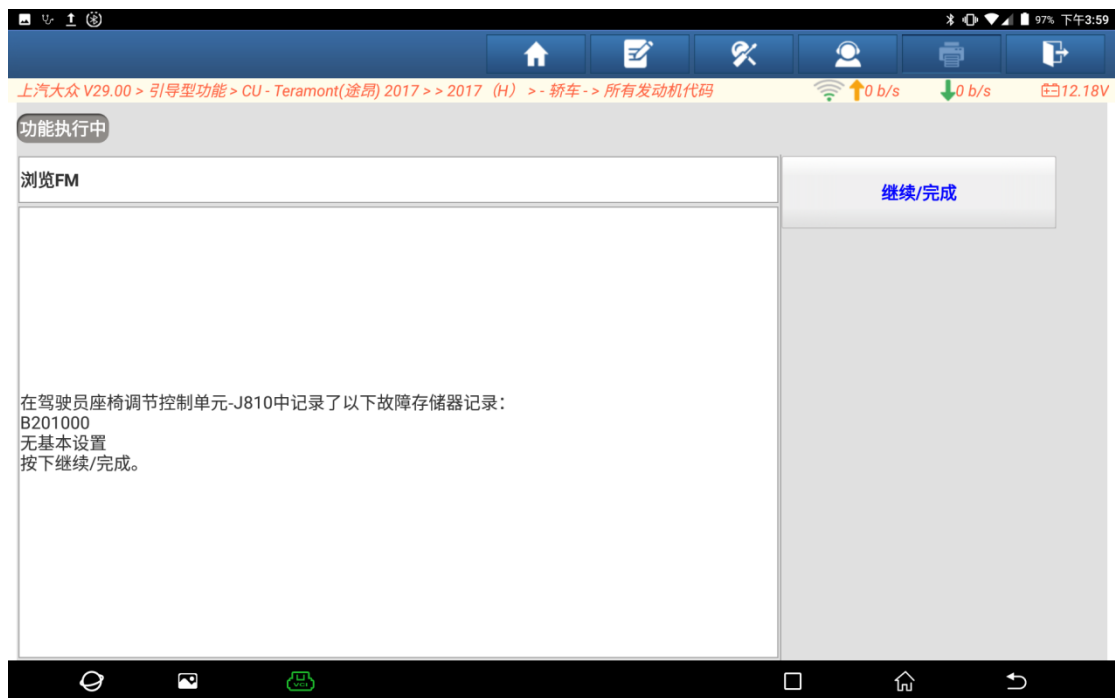 97% 下午3:59
上汽大众 V29.00 > 引导型功能 > CU - Teramont(途昂) 2017 > > 2017（H）> - 轿车 - > 所有发动机代码
0 b/s
0 b/s
12.18V
功能执行中
浏览FM
继续/完成
在驾驶员座椅调节控制单元-J810中记录了以下故障存储器记录：
B201000
无基本设置
按下继续/完成。
VCI